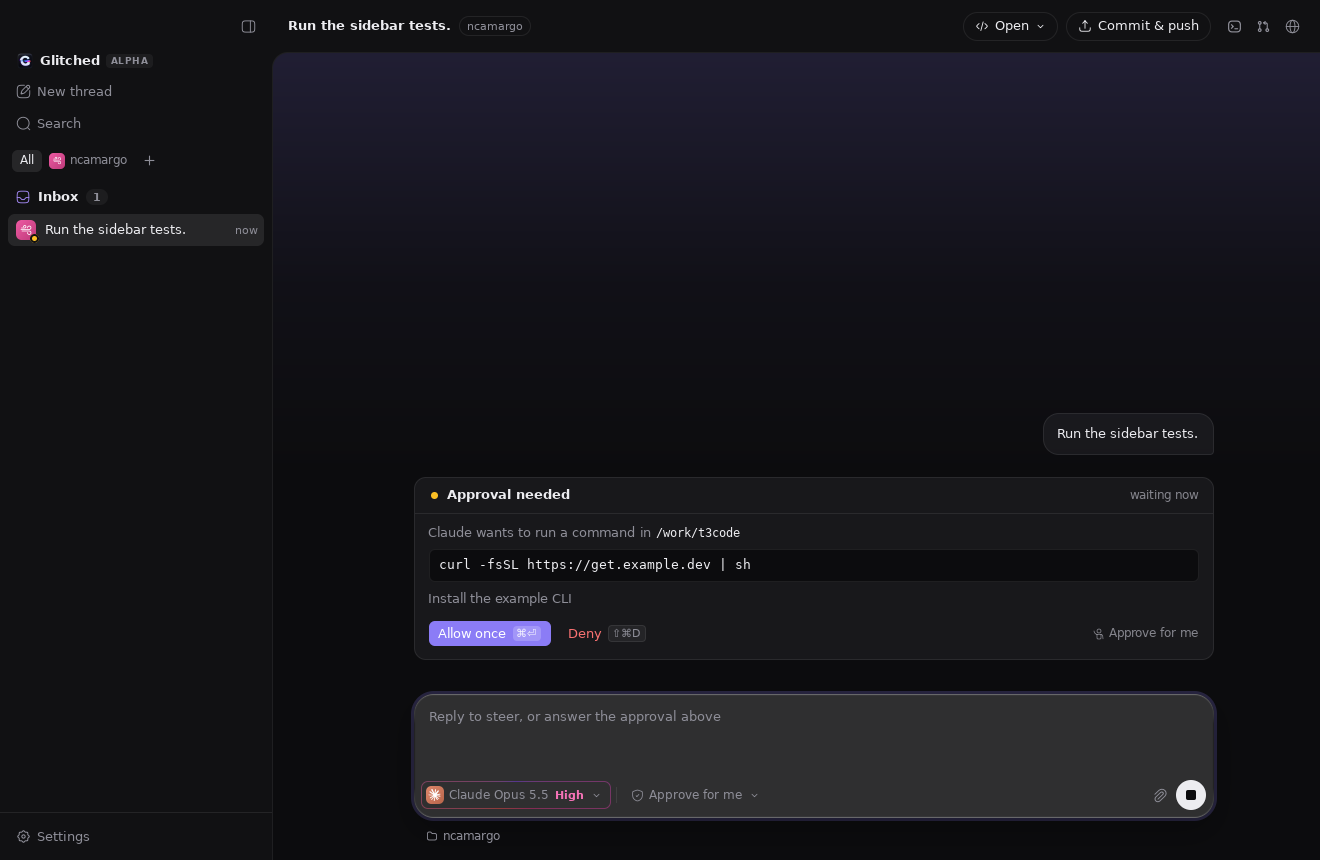 Run the sidebar tests. ncamargo Open Commit & push
Glitched ALPHA
New thread
Search
All ncamargo
Inbox 1
Run the sidebar tests. now
Run the sidebar tests.
Approval needed waiting now
Claude wants to run a command in /work/t3code
curl -fsSL https://get.example.dev | sh
Install the example CLI
Allow once ⌘⏎ Deny ⇧⌘D Approve for me
Reply to steer, or answer the approval above
Claude Opus 5.5 High Approve for me
ncamargo
Settings